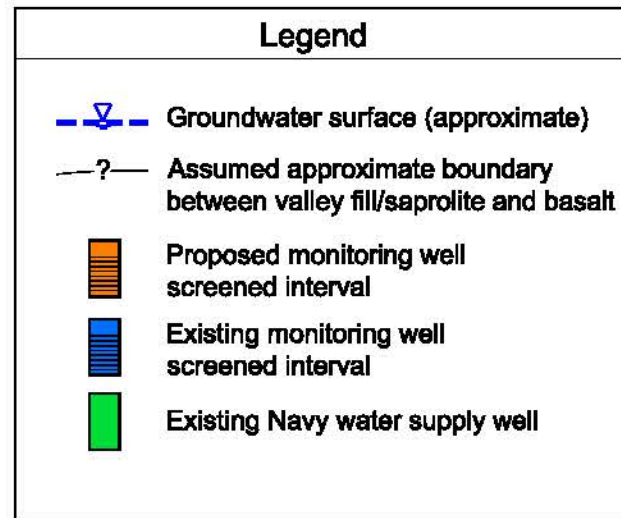 Legend
Groundwater surface (approximate)
?
Assumed approximate boundary
between valley fill/saprolite and basalt
Proposed monitoring well
screened interval
Existing monitoring well
screened interval
Existing Navy water supply well